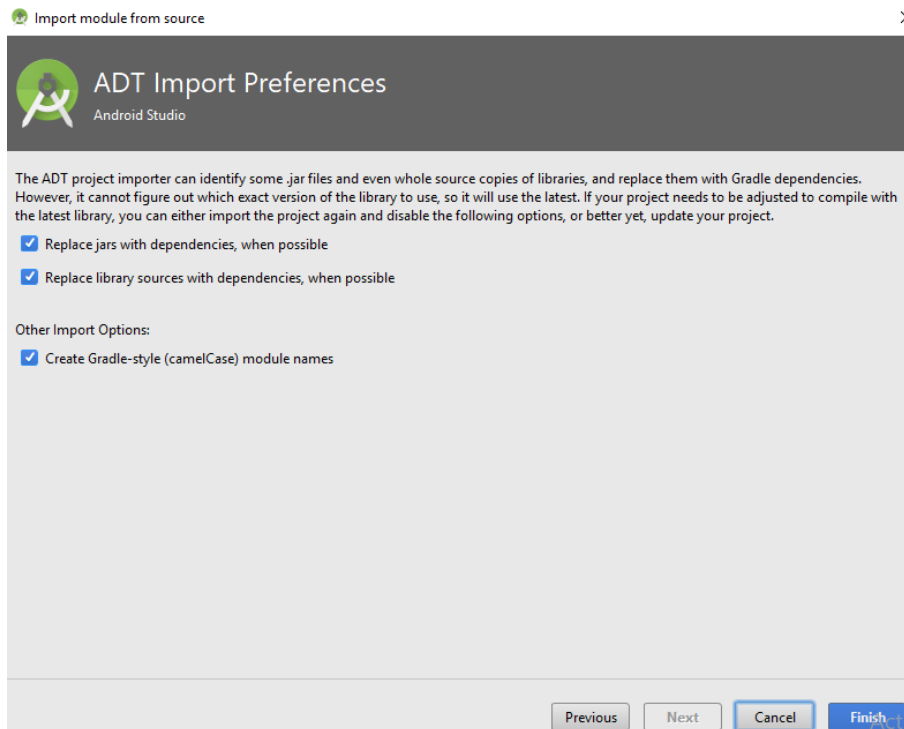 Import module from source
ADT Import Preferences
Android Studio
The ADT project importer can identify some .jar files and even whole source copies of libraries, and replace them with Gradle dependencies.
However, it cannot figure out which exact version of the library to use, so it will use the latest. If your project needs to be adjusted to compile with
the latest library, you can either import the project again and disable the following options, or better yet, update your project.
Replace jars with dependencies, when possible
Replace library sources with dependencies, when possible
Other Import Options:
Create Gradle-style (camelCase) module names
Previous Next Cancel Finish